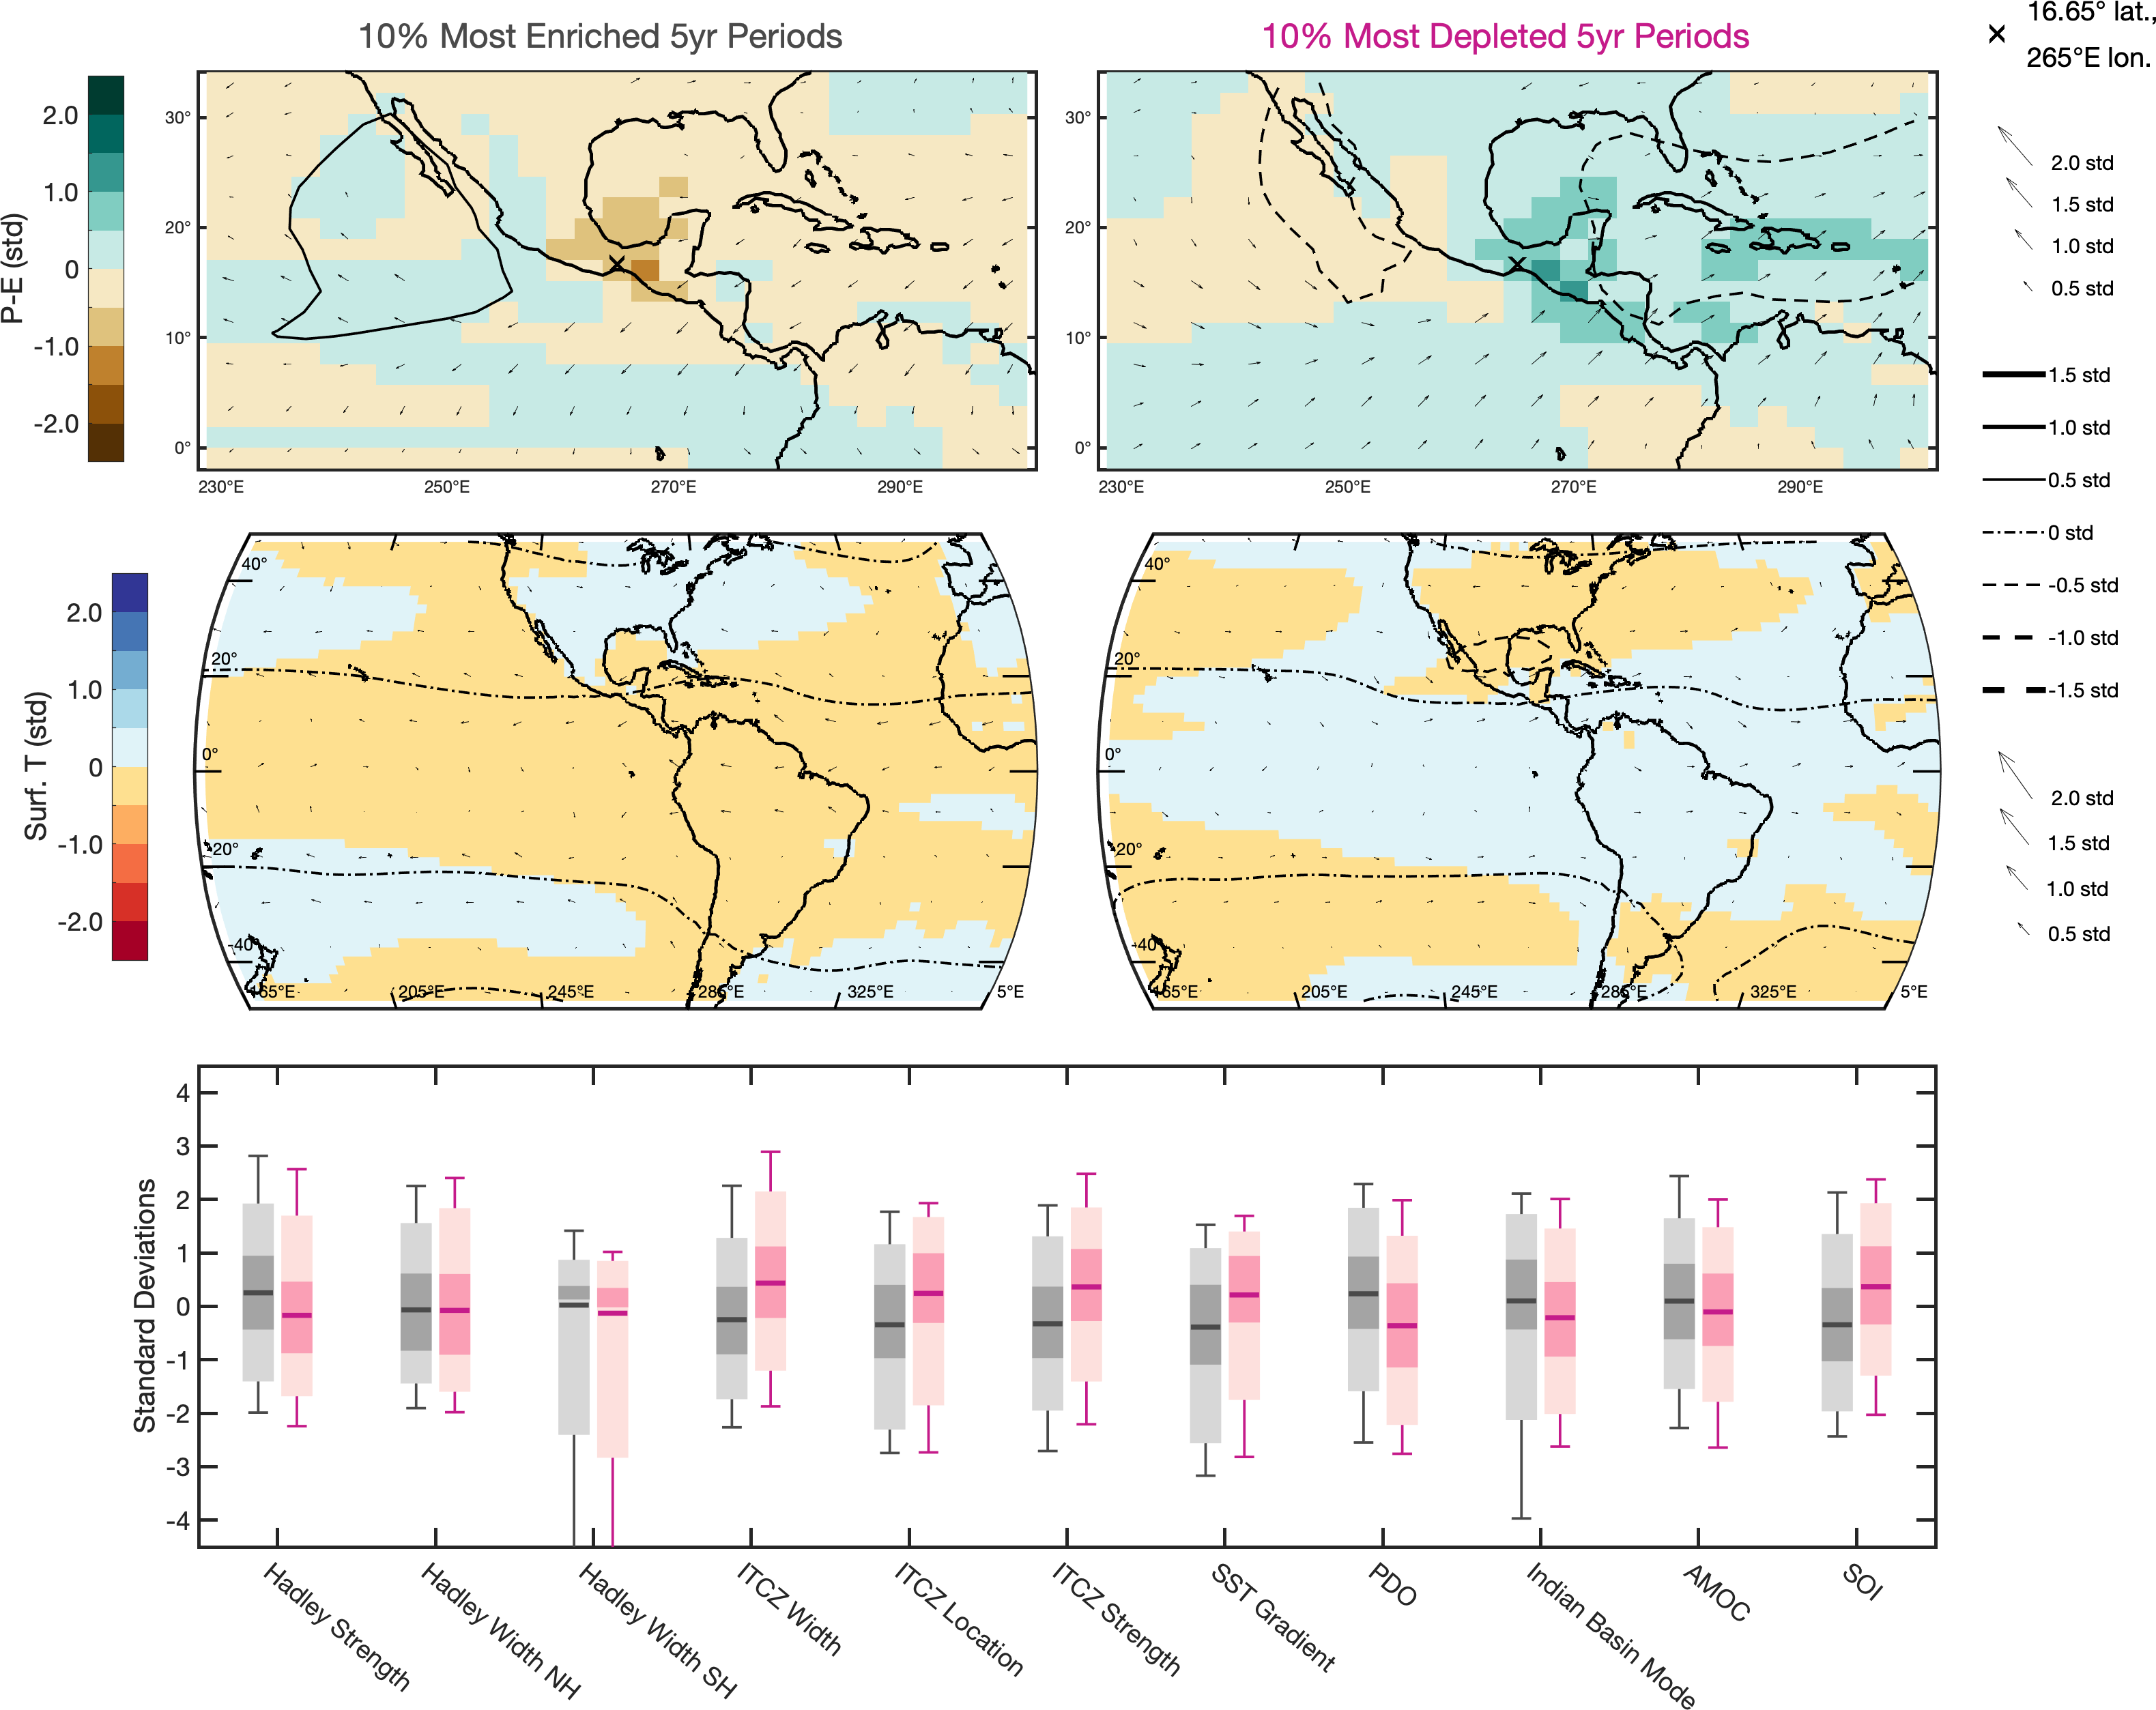 10% Most Enriched 5yr Periods
10% Most Depleted 5yr Periods
16.65° lat.,
265°E lon.
P-E (std)
2.0
1.0
0
-1.0
-2.0
30°
20°
10°
0°
230°E 250°E 270°E 290°E
30°
20°
10°
0°
230°E 250°E 270°E 290°E
2.0 std
1.5 std
1.0 std
0.5 std
1.5 std
1.0 std
0.5 std
0 std
-0.5 std
-1.0 std
-1.5 std
2.0 std
1.5 std
1.0 std
0.5 std
Surf. T (std)
2.0
1.0
0
-1.0
-2.0
40°
20°
0°
-20°
-40°
165°E 205°E 245°E 285°E 325°E 5°E
40°
20°
0°
-20°
-40°
165°E 205°E 245°E 285°E 325°E 5°E
Standard Deviations
4
3
2
1
0
-1
-2
-3
-4
Hadley Strength
Hadley Width NH
Hadley Width SH
ITCZ Width
ITCZ Location
ITCZ Strength
SST Gradient
PDO
Indian Basin Mode
AMOC
SOI